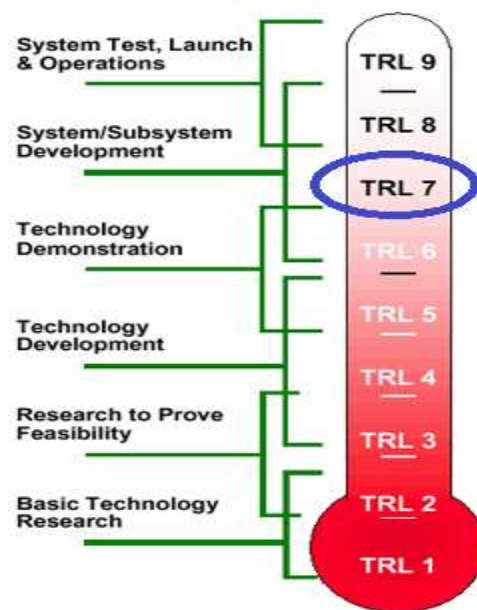 System Test, Launch
& Operations
System/Subsystem
Development
Technology
Demonstration
Technology
Development
Research to Prove
Feasibility
Basic Technology
Research
TRL 9
TRL 8
TRL 7
TRL 6
TRL 5
TRL 4
TRL 3
TRL 2
TRL 1